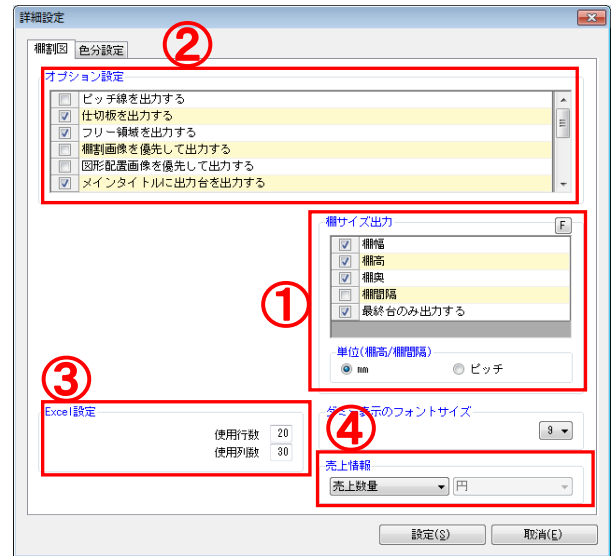 詳細設定
棚割図 色分設定
②
オプション設定
ピッチ線を出力する
仕切板を出力する
フリー領域を出力する
棚割画像を優先して出力する
図形配置画像を優先して出力する
メインタイトルに出力台を出力する
棚サイズ出力 F
棚幅
棚高
棚奥
棚間隔
最終台のみ出力する
①
単位(棚高/棚間隔)
mm ピッチ
③
Excel設定
使用行数 20
使用列数 30
ダミー表示のフォントサイズ
9
④
売上情報
売上数量 円
設定(S) 取消(E)